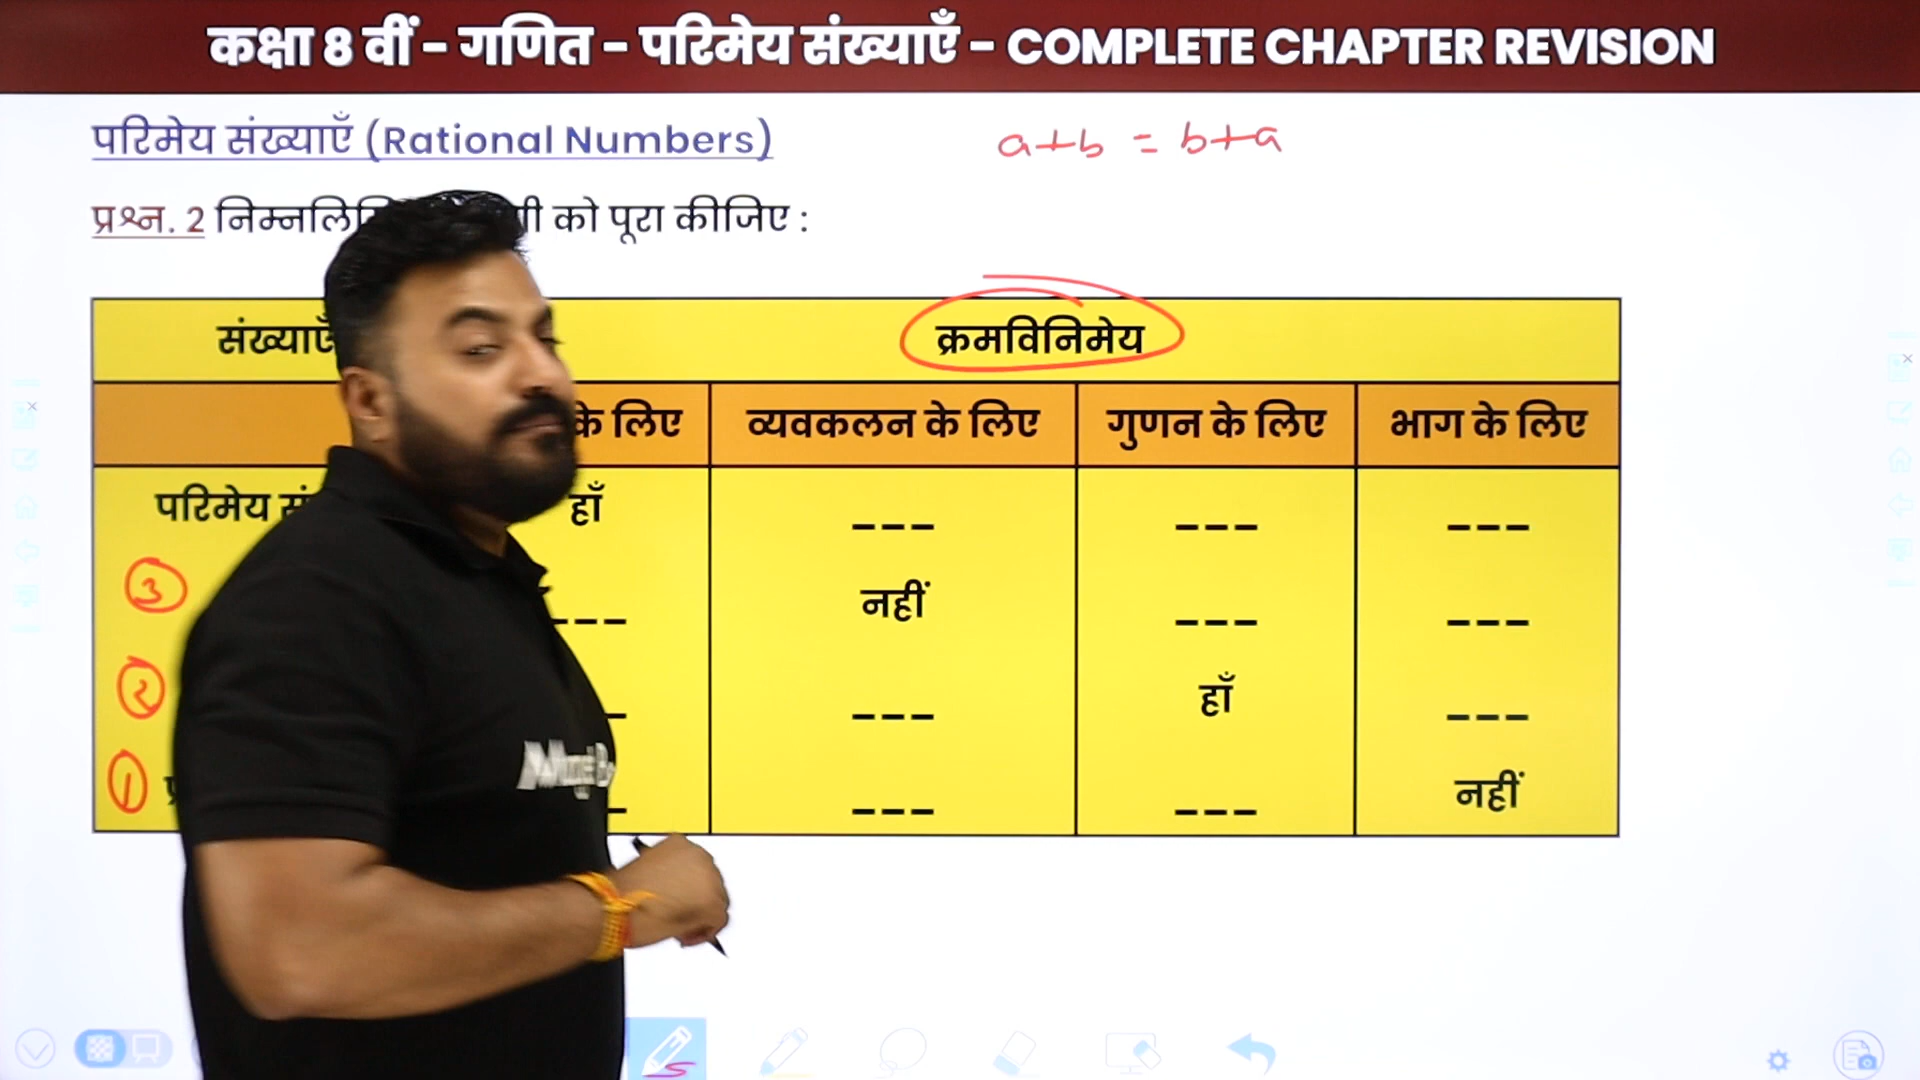 कक्षा 8 वीं - गणित - परिमेय संख्याएँ - COMPLETE CHAPTER REVISION
परिमेय संख्याएँ (Rational Numbers)
a+b = b+a
प्रश्न. 2 को पूरा कीजिए :
संख्याएँ क्रमविनिमेय
के लिए व्यवकलन के लिए गुणन के लिए भाग के लिए
परिमेय हाँ --- --- ---
3 --- नहीं --- ---
2 --- हाँ ---
1 --- --- नहीं